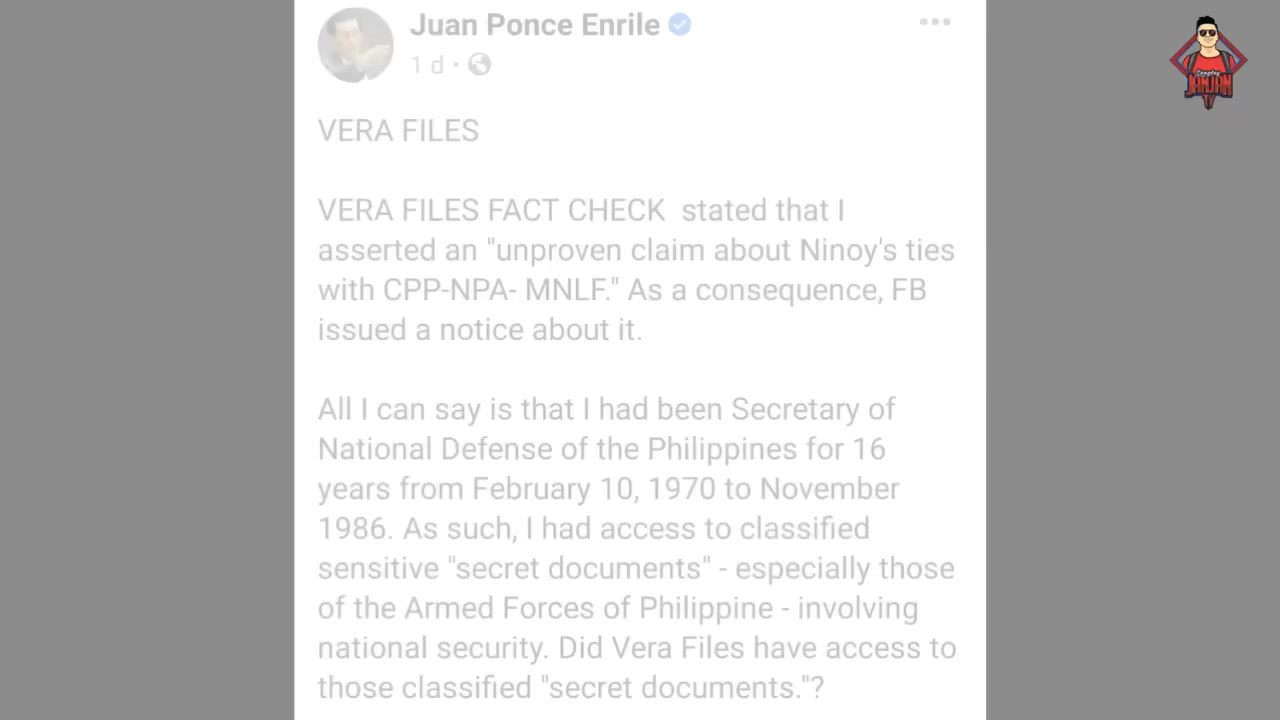 Juan Ponce Enrile
1 d
VERA FILES
VERA FILES FACT CHECK stated that I
asserted an "unproven claim about Ninoy's ties
with CPP-NPA- MNLF." As a consequence, FB
issued a notice about it.
All I can say is that I had been Secretary of
National Defense of the Philippines for 16
years from February 10, 1970 to November
1986. As such, I had access to classified
sensitive "secret documents" - especially those
of the Armed Forces of Philippine - involving
national security. Did Vera Files have access to
those classified "secret documents."?
JANJAN
TV